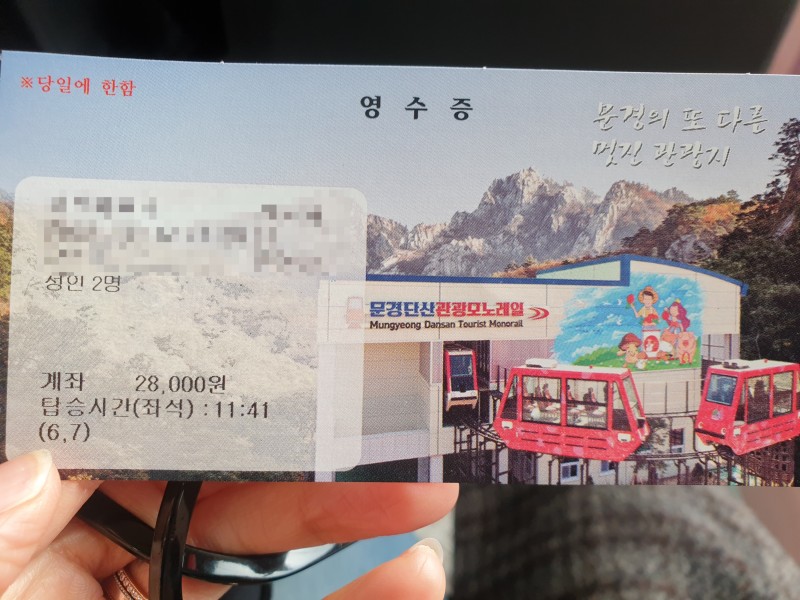 ※당일에 한함
영 수 증
문경의 또 다른
멋진 관광지
성인 2명
계좌 28,000원
탑승시간(좌석) :11:41
(6,7)
문경단산관광모노레일
Mungyeong Dansan Tourist Monorail